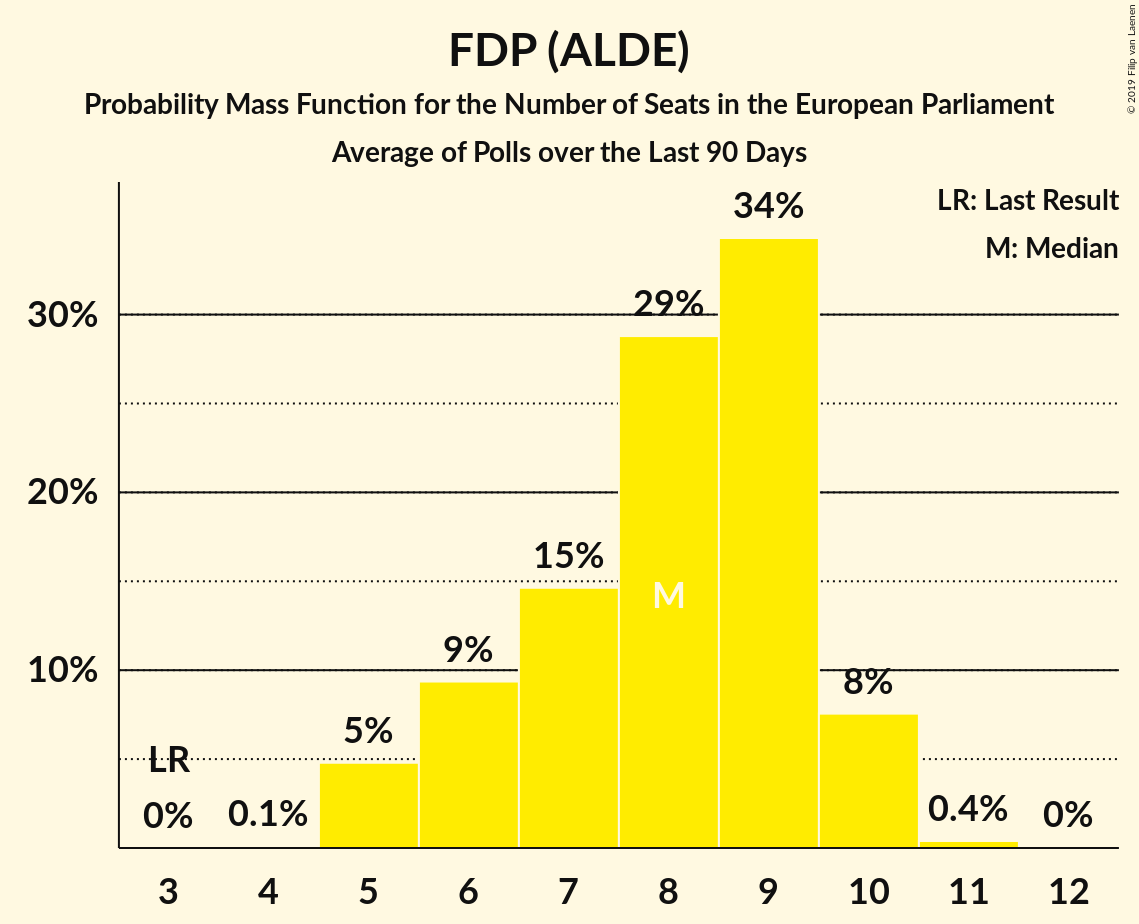 FDP (ALDE)
Probability Mass Function for the Number of Seats in the European Parliament
Average of Polls over the Last 90 Days
© 2019 Filip van Laenen
LR: Last Result
M: Median
34%
29%
30%
20%
15%
M
9%
10%
8%
5%
LR
0%
0.1%
0.4%
0%
3 4 5 6 7 8 9 10 11 12